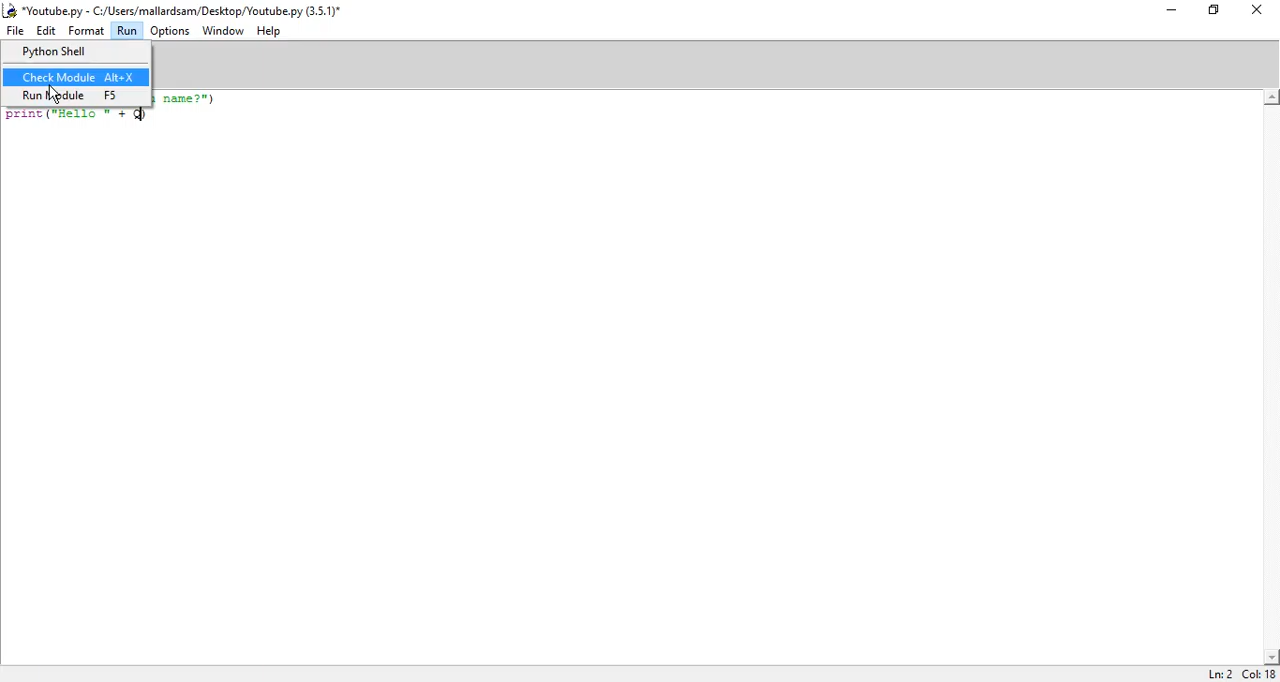 *Youtube.py - C:/Users/mallardsam/Desktop/Youtube.py (3.5.1)*
File Edit Format Run Options Window Help
Python Shell
Check Module Alt+X
Run Module F5
name?")
print("Hello " + Q)
Ln: 2 Col: 18